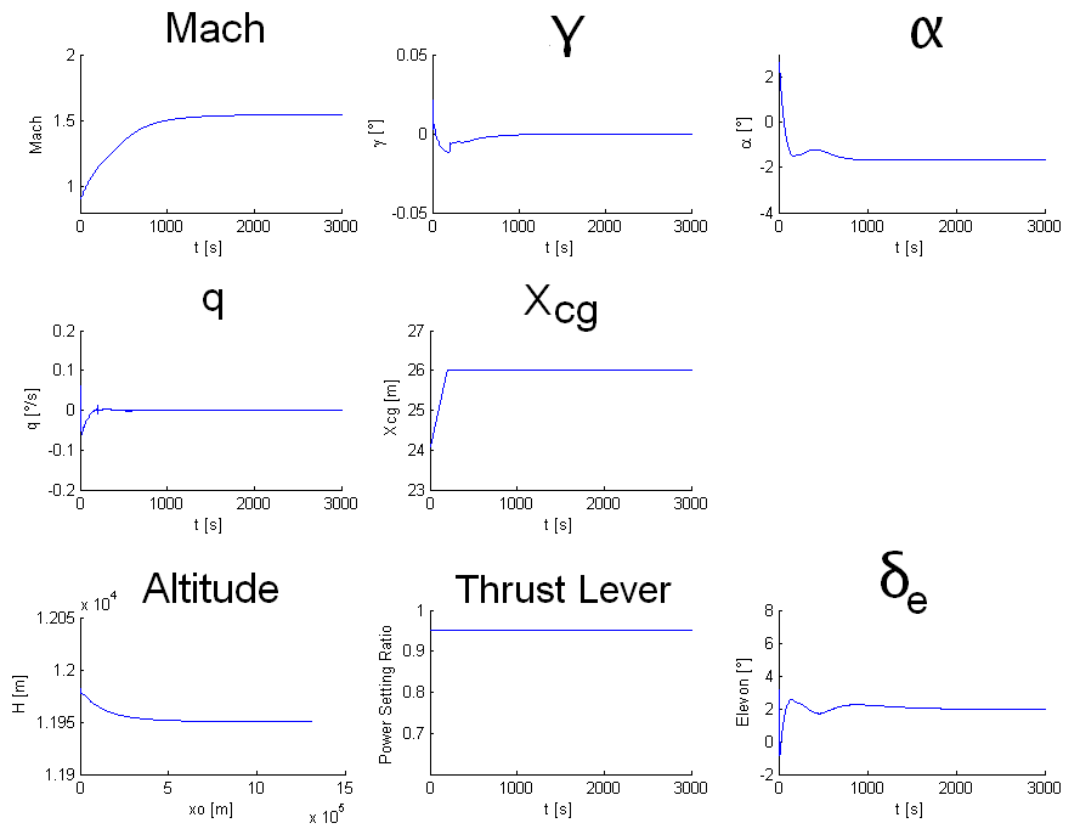 Mach
γ
α
2
1.5
1
Mach
0 1000 2000 3000
t [s]
0.05
0
-0.05
γ [°]
0 1000 2000 3000
t [s]
2
0
-2
-4
α [°]
0 1000 2000 3000
t [s]
q
Xcg
0.2
0.1
0
-0.1
-0.2
q [°/s]
0 1000 2000 3000
t [s]
27
26
25
24
23
Xcg [m]
0 1000 2000 3000
t [s]
Altitude
Thrust Lever
δe
x 10^4
1.205
1.2
1.195
1.19
H [m]
0 5 10 15
xo [m]
x 10^5
1
0.9
0.8
0.7
Power Setting Ratio
0 1000 2000 3000
t [s]
8
6
4
2
0
-2
Elevon [°]
0 1000 2000 3000
t [s]